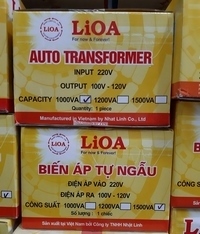 LiOA
LiOA
For now & Forever!
AUTO TRANSFORMER
INPUT 220V
OUTPUT 100V - 120V
CAPACITY 1000VA ✓ 1200VA 1500VA
Quantity: 1 piece
Manufactured in Vietnam by Nhat Linh Co., Ltd
LiOA
LiOA
For now & Forever!
BIẾN ÁP TỰ NGẪU
ĐIỆN ÁP VÀO 220V
ĐIỆN ÁP RA 100V - 120V
CÔNG SUẤT 1000VA 1200VA 1500VA ✓
Số lượng : 1 chiếc
Sản xuất tại Việt Nam bởi Công ty TNHH Nhật Linh